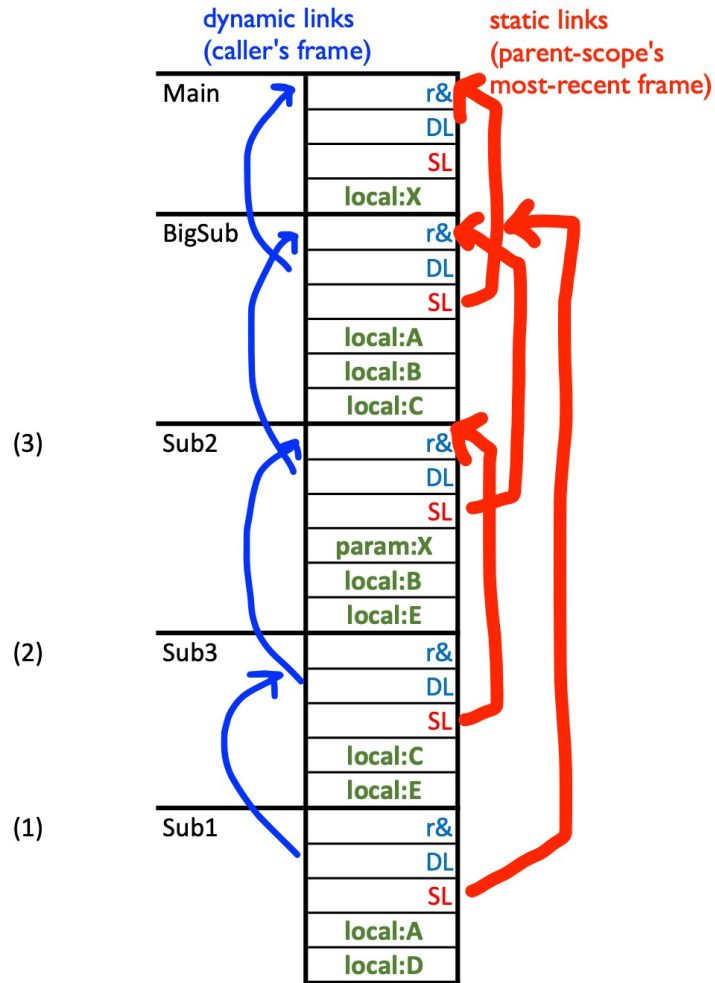 dynamic links
(caller's frame)
static links
(parent-scope's
most-recent frame)
Main
r&
DL
SL
local:X
BigSub
r&
DL
SL
local:A
local:B
local:C
(3)
Sub2
r&
DL
SL
param:X
local:B
local:E
(2)
Sub3
r&
DL
SL
local:C
local:E
(1)
Sub1
r&
DL
SL
local:A
local:D